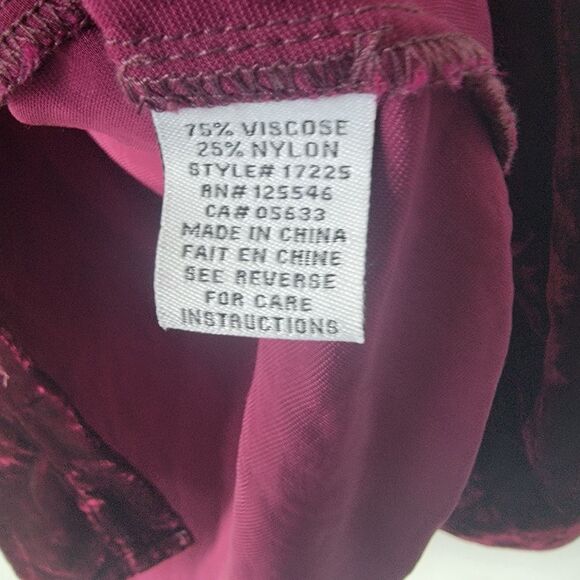 75% VISCOSE
25% NYLON
STYLE# 17225
RN#125546
CA#05633
MADE IN CHINA
FAIT EN CHINE
SEE REVERSE
FOR CARE
INSTRUCTIONS